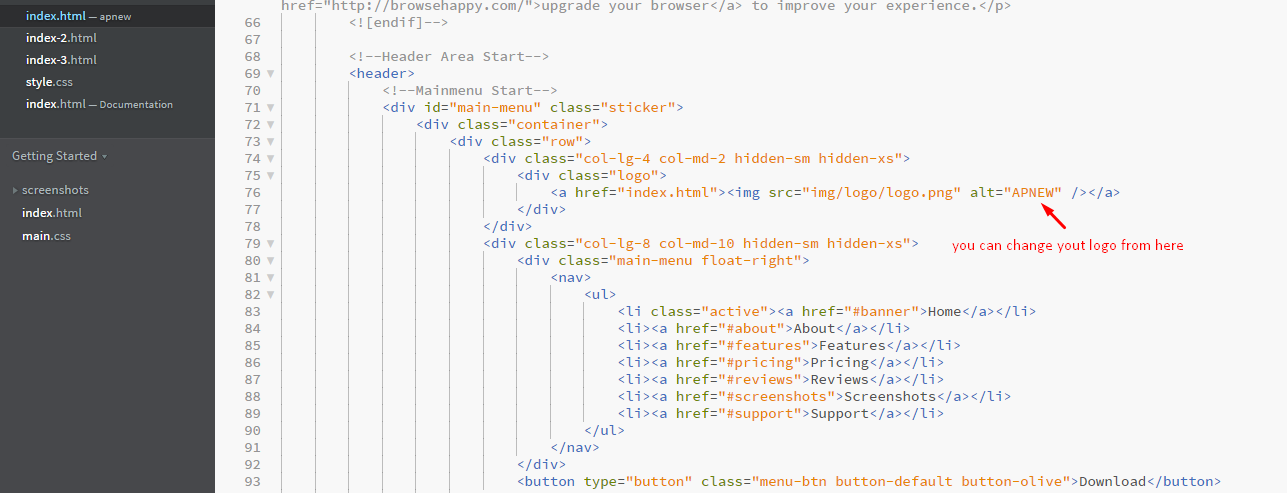 index.html — apnew
index-2.html
index-3.html
style.css
index.html — Documentation
Getting Started
screenshots
index.html
main.css
href="http://browsehappy.com/">upgrade your browser</a> to improve your experience.</p>
66 <![endif]-->
67
68 <!--Header Area Start-->
69 <header>
70 <!--Mainmenu Start-->
71 <div id="main-menu" class="sticker">
72 <div class="container">
73 <div class="row">
74 <div class="col-lg-4 col-md-2 hidden-sm hidden-xs">
75 <div class="logo">
76 <a href="index.html"><img src="img/logo/logo.png" alt="APNEW" /></a>
77 </div>
78 </div>
79 <div class="col-lg-8 col-md-10 hidden-sm hidden-xs">
you can change yout logo from here
80 <div class="main-menu float-right">
81 <nav>
82 <ul>
83 <li class="active"><a href="#banner">Home</a></li>
84 <li><a href="#about">About</a></li>
85 <li><a href="#features">Features</a></li>
86 <li><a href="#pricing">Pricing</a></li>
87 <li><a href="#reviews">Reviews</a></li>
88 <li><a href="#screenshots">Screenshots</a></li>
89 <li><a href="#support">Support</a></li>
90 </ul>
91 </nav>
92 </div>
93 <button type="button" class="menu-btn button-default button-olive">Download</button>